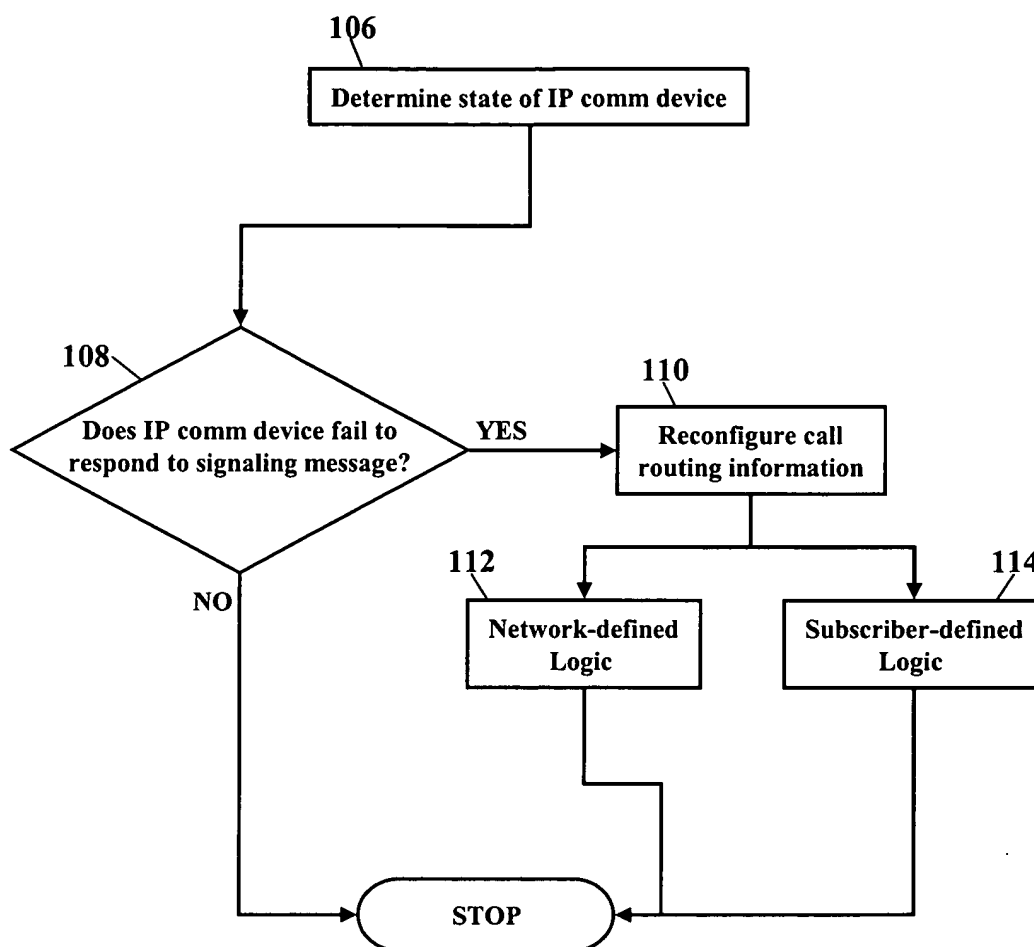 106
Determine state of IP comm device
108
Does IP comm device fail to
respond to signaling message?
YES
110
Reconfigure call
routing information
NO
112
Network-defined
Logic
114
Subscriber-defined
Logic
STOP